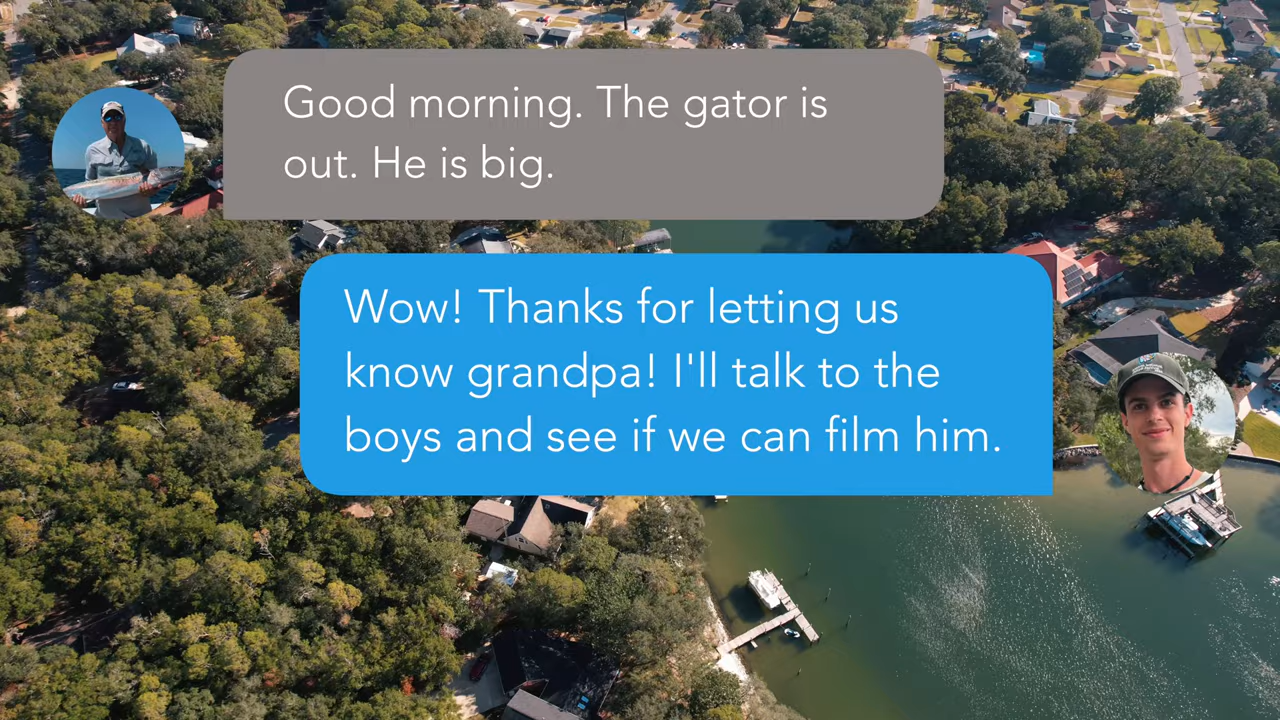 Good morning. The gator is
out. He is big.
Wow! Thanks for letting us
know grandpa! I'll talk to the
boys and see if we can film him.